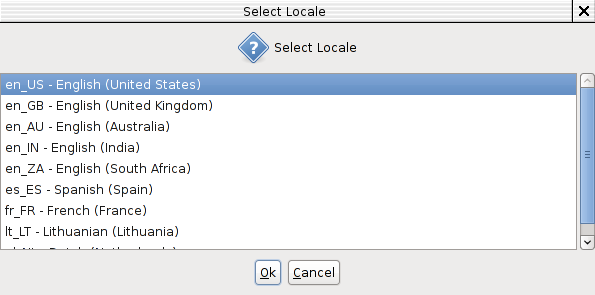 Select Locale
Select Locale
en_US - English (United States)
en_GB - English (United Kingdom)
en_AU - English (Australia)
en_IN - English (India)
en_ZA - English (South Africa)
es_ES - Spanish (Spain)
fr_FR - French (France)
lt_LT - Lithuanian (Lithuania)
Ok Cancel